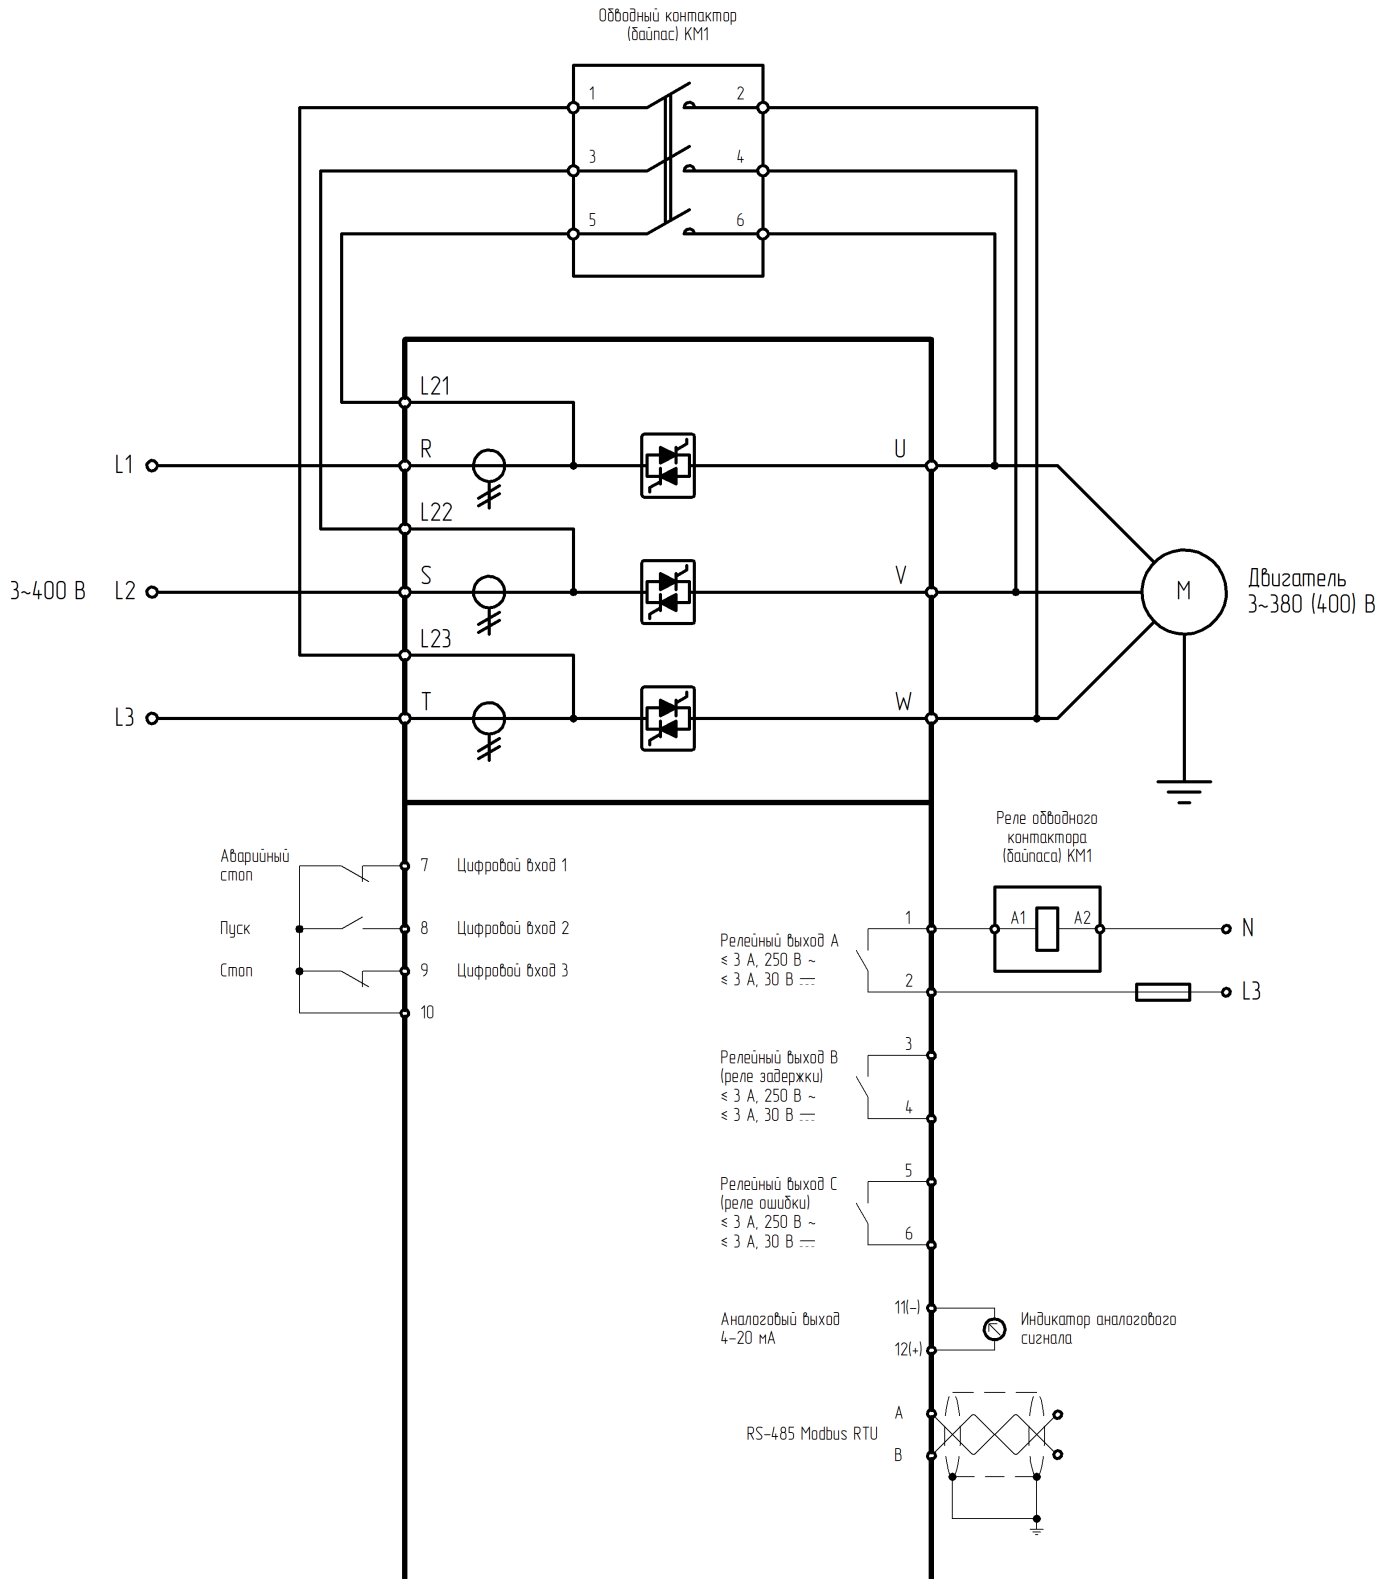 Обводный контактор
(байпас) КМ1
1
2
3
4
5
6
L21
R
U
L1
L22
S
V
3~400 В
L2
M
Двигатель
3~380 (400) В
L23
T
W
L3
Реле обводного
контактора
(байпаса) КМ1
Аварийный
стоп
7
Цифровой вход 1
Пуск
8
Цифровой вход 2
Стоп
9
Цифровой вход 3
10
Релейный выход A
≤ 3 А, 250 В ~
≤ 3 А, 30 В ⎓
1
2
A1
A2
N
L3
Релейный выход B
(реле задержки)
≤ 3 А, 250 В ~
≤ 3 А, 30 В ⎓
3
4
Релейный выход C
(реле ошибки)
≤ 3 А, 250 В ~
≤ 3 А, 30 В ⎓
5
6
Аналоговый выход
4-20 мА
11(-)
12(+)
Индикатор аналогового
сигнала
RS-485 Modbus RTU
A
B